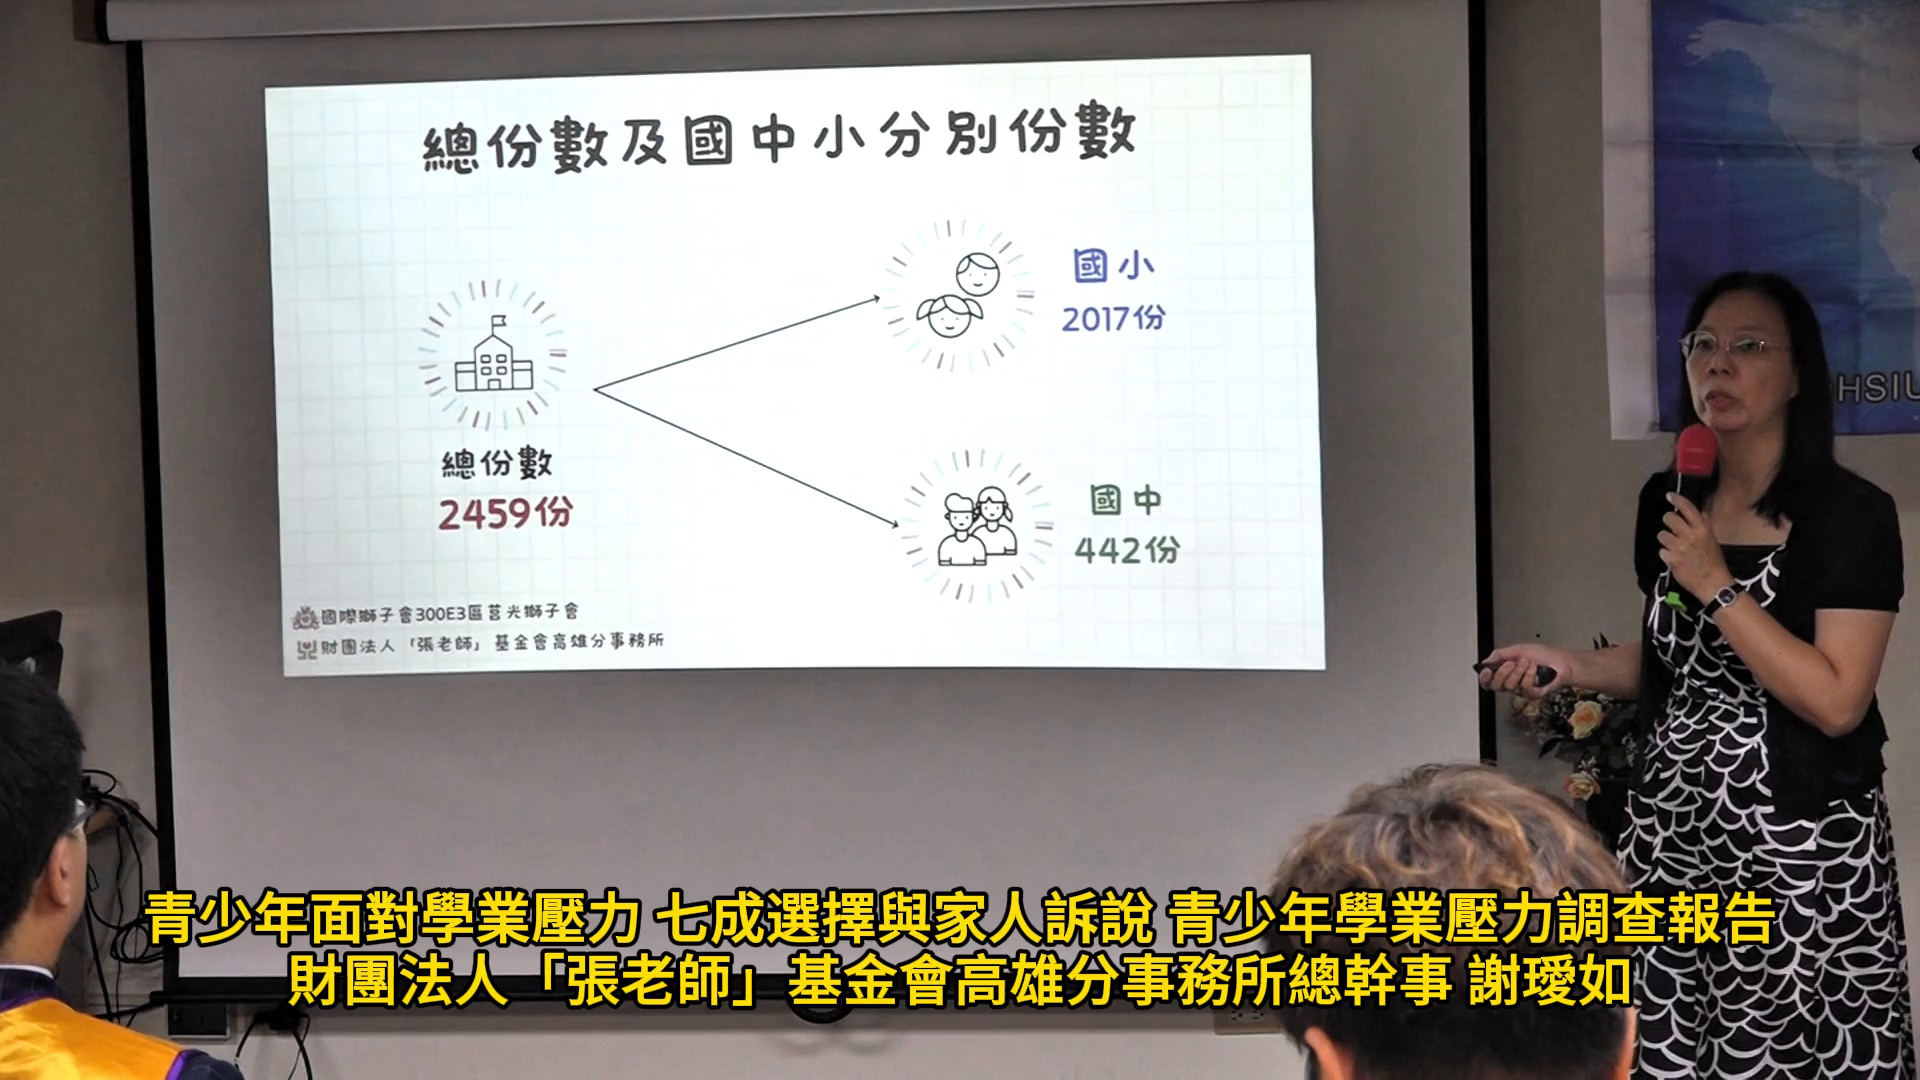 總份數及國中小分別份數
國小
2017份
總份數
2459份
國中
442份
國際獅子會300E3區莒光獅子會
財團法人「張老師」基金會高雄分事務所
HSIU
青少年面對學業壓力 七成選擇與家人訴說 青少年學業壓力調查報告
財團法人「張老師」基金會高雄分事務所總幹事 謝璦如